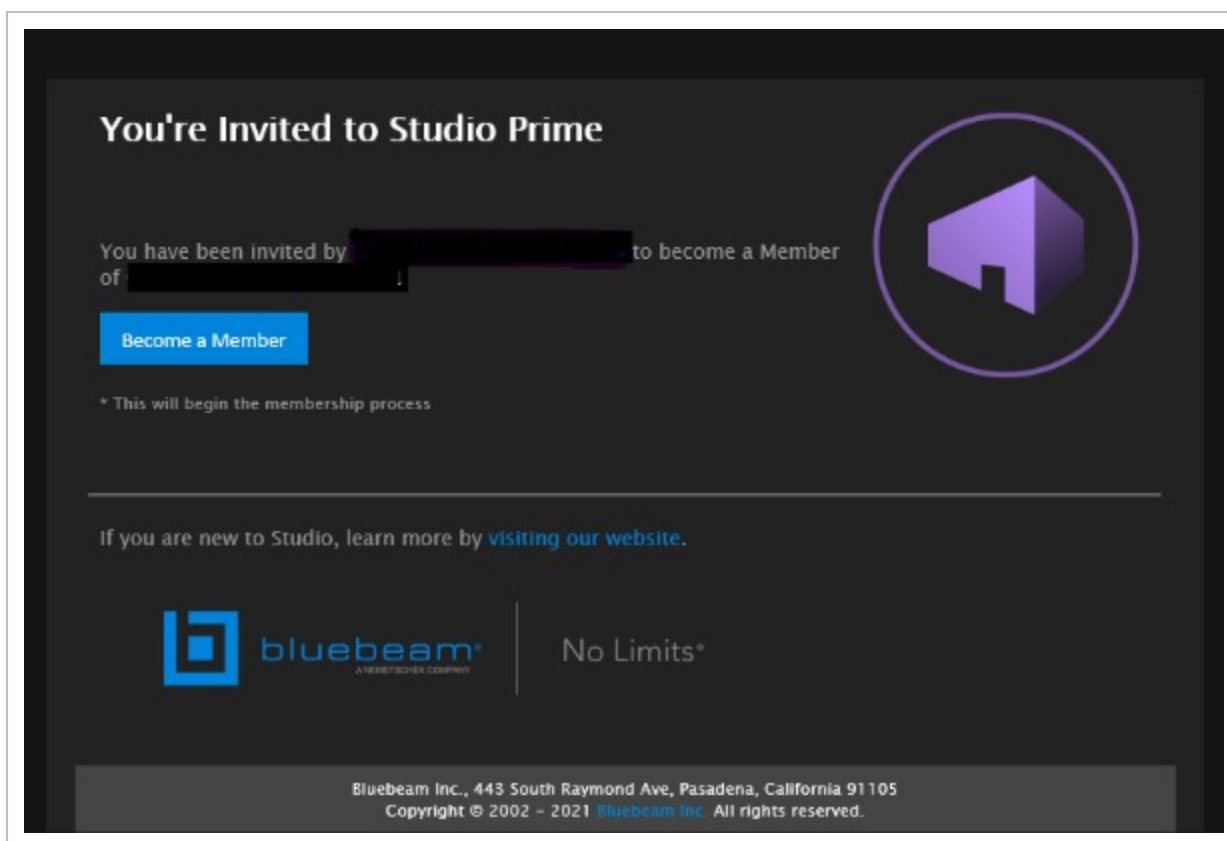 You're Invited to Studio Prime
You have been invited by to become a Member
of
Become a Member
* This will begin the membership process
If you are new to Studio, learn more by visiting our website.
bluebeam®
A NEMETSCHEK COMPANY
No Limits®
Bluebeam Inc., 443 South Raymond Ave, Pasadena, California 91105
Copyright © 2002 – 2021 Bluebeam Inc. All rights reserved.